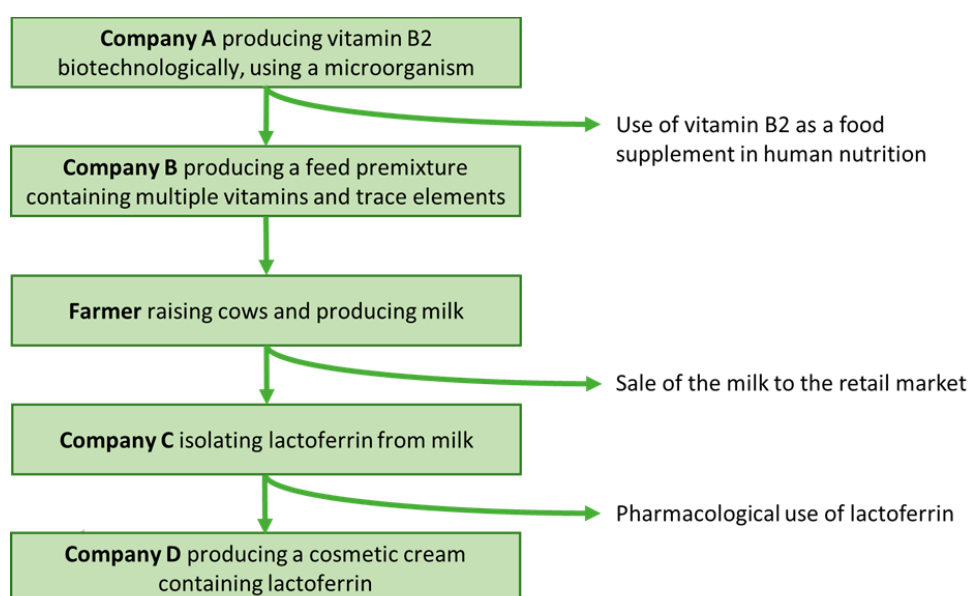 Company A producing vitamin B2
biotechnologically, using a microorganism
Use of vitamin B2 as a food
supplement in human nutrition
Company B producing a feed premixture
containing multiple vitamins and trace elements
Farmer raising cows and producing milk
Sale of the milk to the retail market
Company C isolating lactoferrin from milk
Pharmacological use of lactoferrin
Company D producing a cosmetic cream
containing lactoferrin